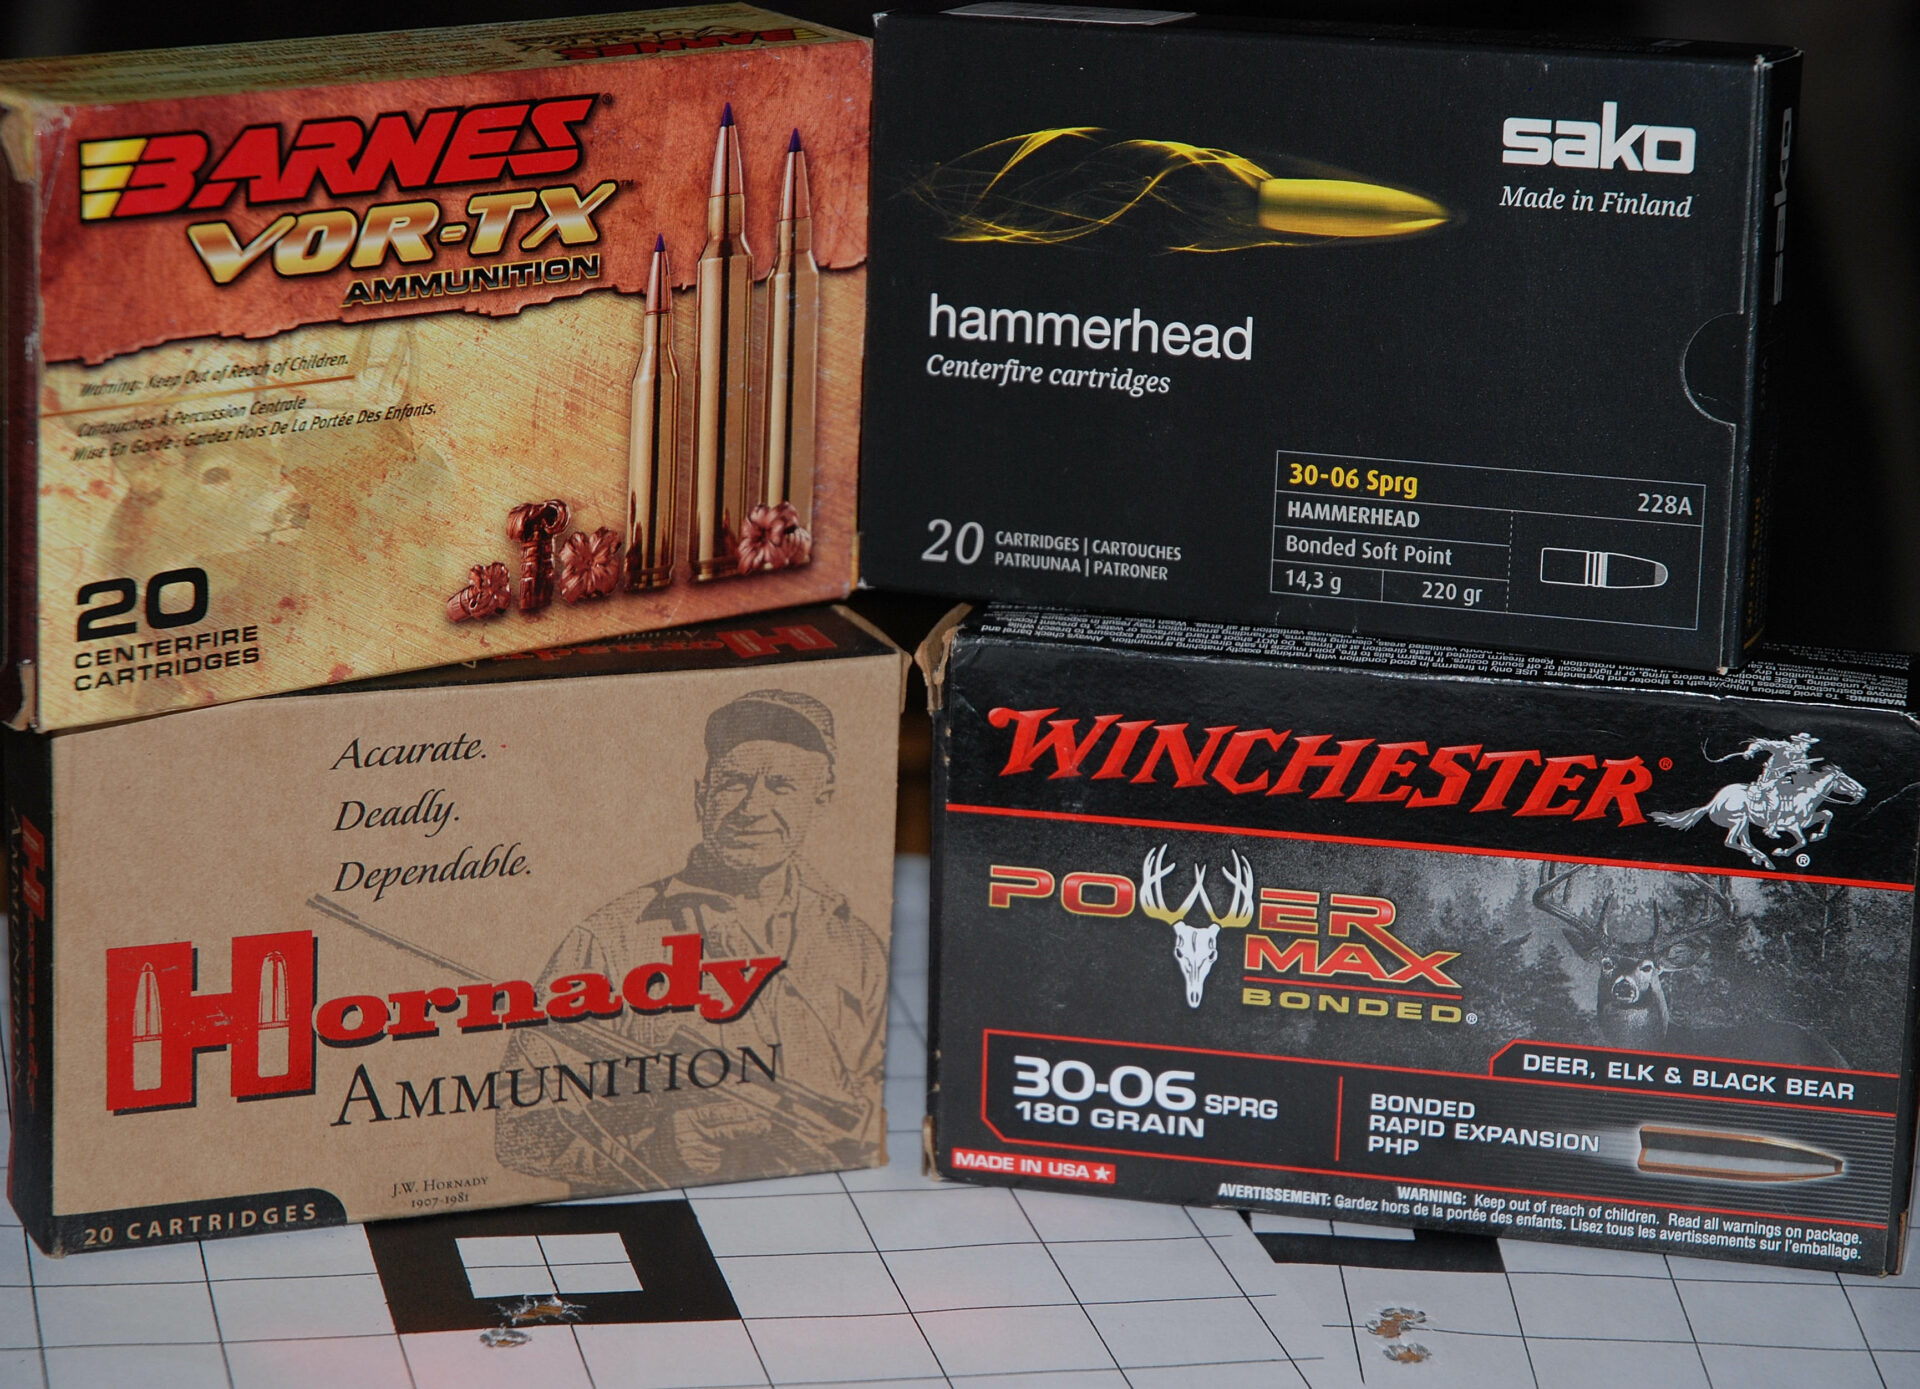 BARNES®
VOR-TX™
AMMUNITION
Warning: Keep Out of Reach of Children.
Cartouches À Percussion Centrale
Mise En Garde : Gardez Hors De La Portée Des Enfants.
20
CENTERFIRE
CARTRIDGES
sako
Made in Finland
hammerhead
Centerfire cartridges
20 CARTRIDGES | CARTOUCHES
PATRUUNAA | PATRONER
30-06 Sprg
228A
HAMMERHEAD
Bonded Soft Point
14,3 g 220 gr
sako
Hornady
Accurate.
Deadly.
Dependable.
Hornady
AMMUNITION
J.W. HORNADY
1907-1981
20 CARTRIDGES
WINCHESTER®
®
POWER
MAX
BONDED®
DEER, ELK & BLACK BEAR
30-06 SPRG
180 GRAIN
BONDED
RAPID EXPANSION
PHP
MADE IN USA
WARNING: Keep out of reach of children. Read all warnings on package.
AVERTISSEMENT: Gardez hors de la portée des enfants. Lisez tous les avertissements sur l'emballage.